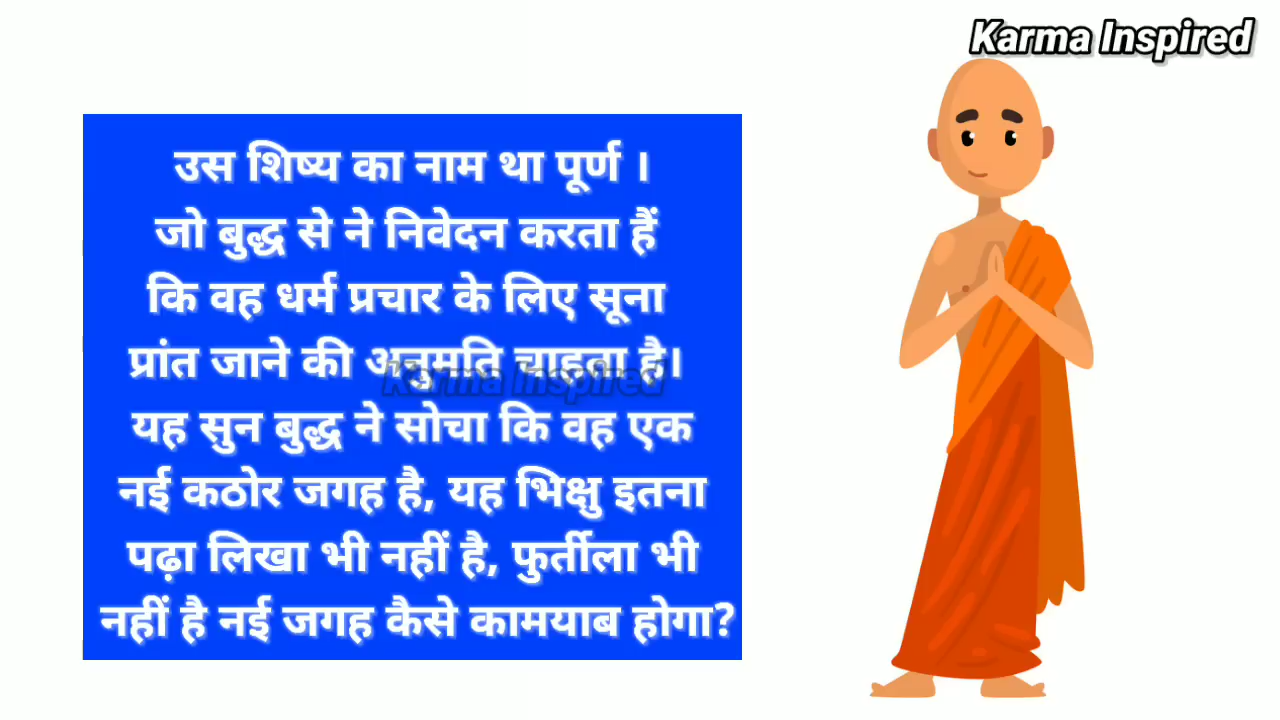 Karma Inspired
उस शिष्य का नाम था पूर्ण ।
जो बुद्ध से ने निवेदन करता हैं
कि वह धर्म प्रचार के लिए सूना
प्रांत जाने की अनुमति चाहता है।
Karma Inspired
यह सुन बुद्ध ने सोचा कि वह एक
नई कठोर जगह है, यह भिक्षु इतना
पढ़ा लिखा भी नहीं है, फुर्तीला भी
नहीं है नई जगह कैसे कामयाब होगा?